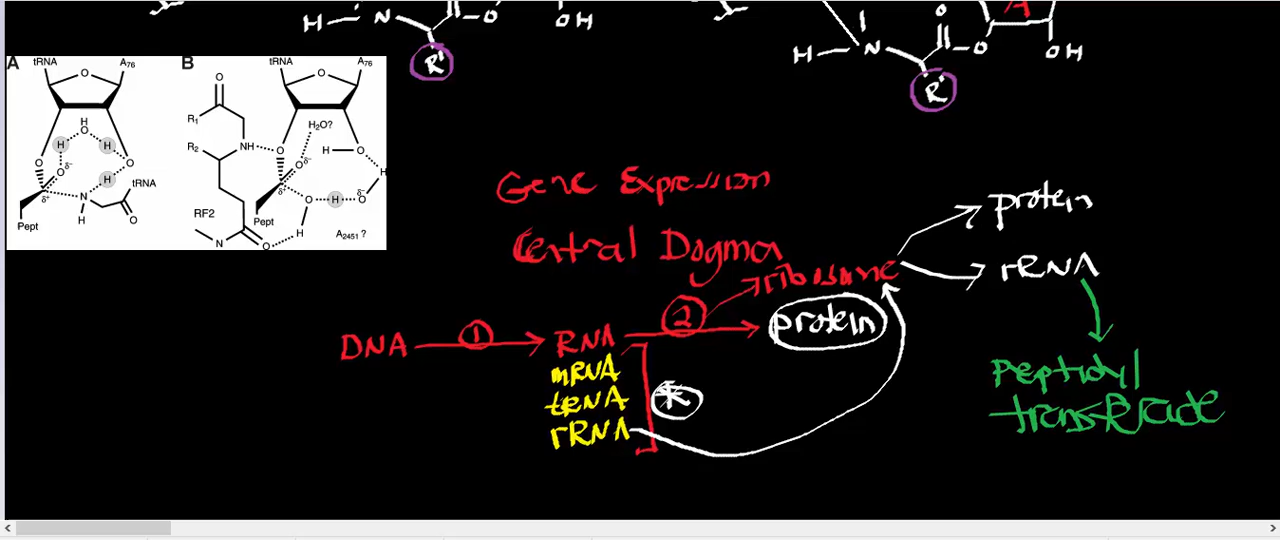 H N O OH
R'
H N O O OH
R'
A
A tRNA A76
O
H
O
H H
O δ– O
H
δ+ N tRNA
H O
Pept
B tRNA A76
O O
R1 H2O?
R2 NH O O δ– H O
H
δ+ O H O δ–
RF2 Pept
H
N O A2451 ?
Gene Expression
Central Dogma
ribosome
protein
rRNA
DNA 1 RNA 2 protein
mRNA
tRNA
rRNA
*
Peptidyl